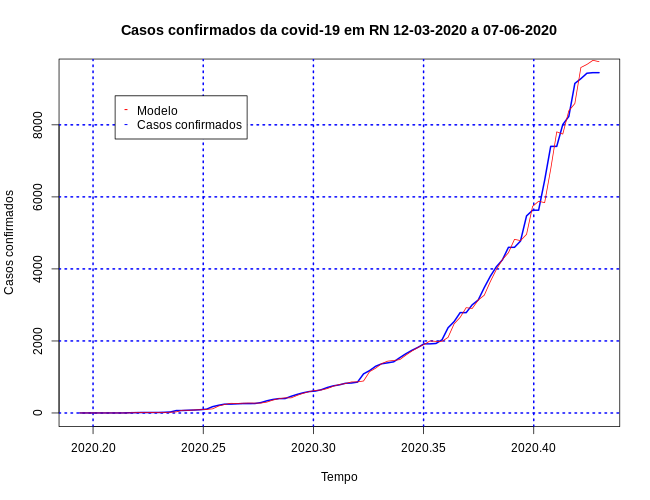 Casos confirmados da covid-19 em RN 12-03-2020 a 07-06-2020
Casos confirmados
8000
6000
4000
2000
0
Modelo
Casos confirmados
2020.20 2020.25 2020.30 2020.35 2020.40
Tempo